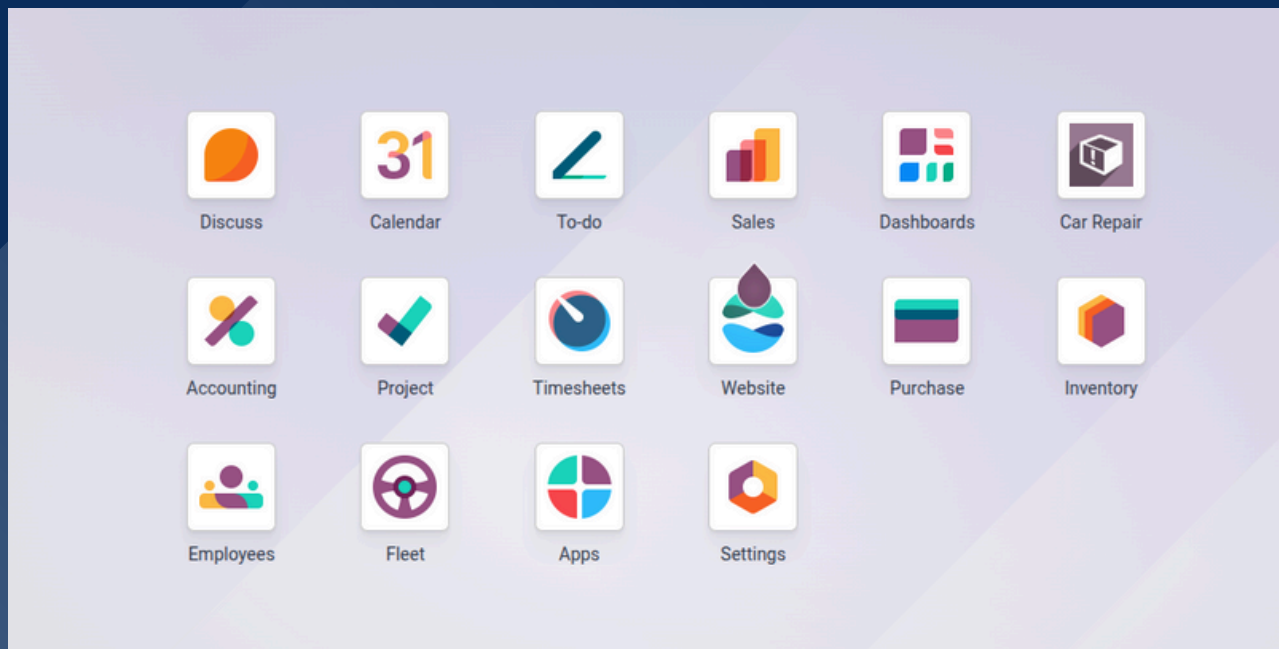 31
Discuss
Calendar
To-do
Sales
Dashboards
Car Repair
Accounting
Project
Timesheets
Website
Purchase
Inventory
Employees
Fleet
Apps
Settings